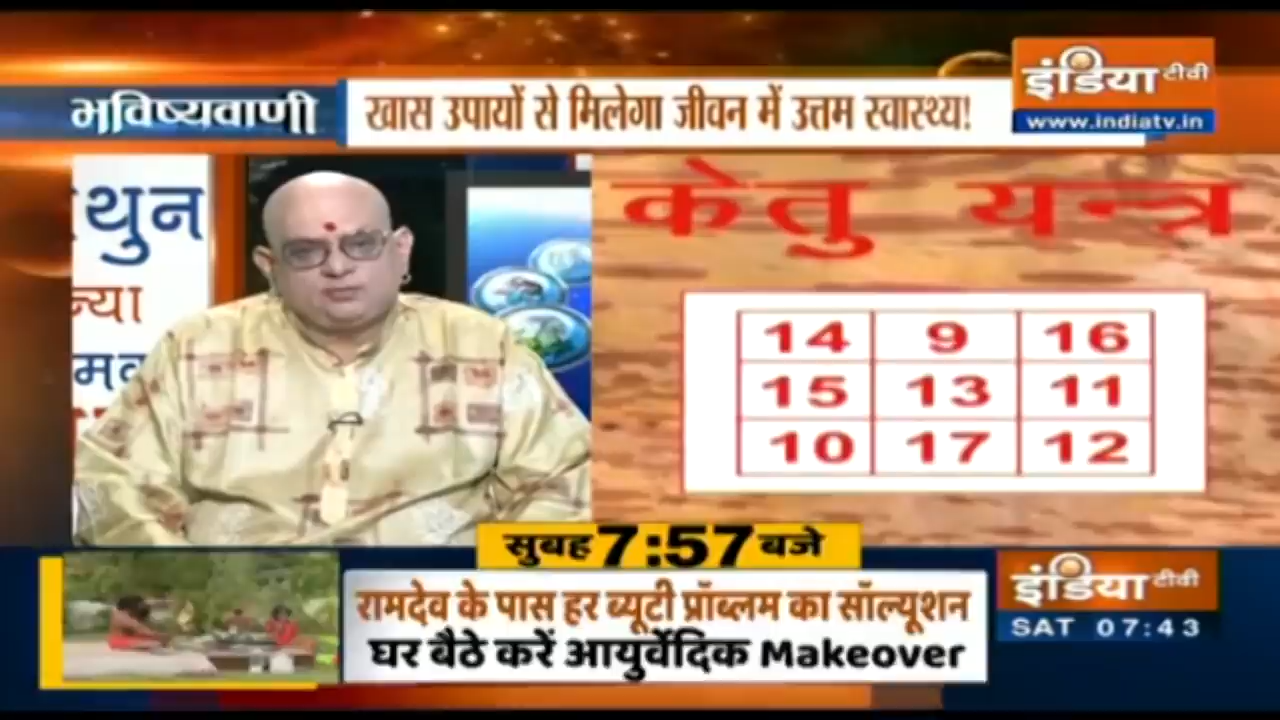 भविष्यवाणी
खास उपायों से मिलेगा जीवन में उत्तम स्वास्थ्य!
इंडिया टीवी
www.indiatv.in
थुन
न्या
केतु यन्त्र
14 9 16
15 13 11
10 17 12
सुबह 7:57 बजे
रामदेव के पास हर ब्यूटी प्रॉब्लम का सॉल्यूशन
घर बैठे करें आयुर्वेदिक Makeover
इंडिया टीवी
SAT 07:43